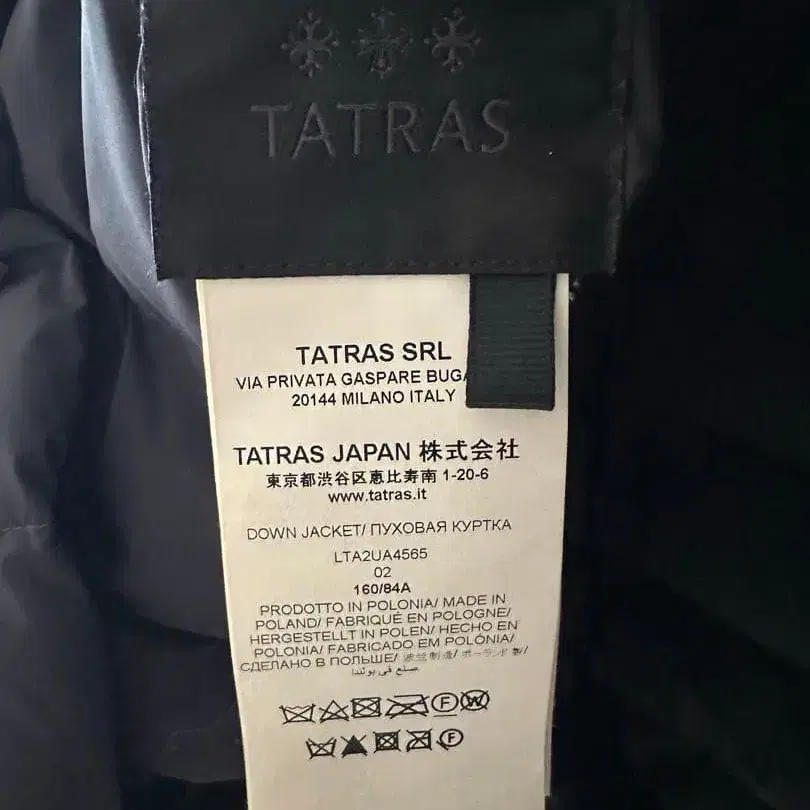 TATRAS
TATRAS SRL
VIA PRIVATA GASPARE BUGA
20144 MILANO ITALY
TATRAS JAPAN 株式会社
東京都渋谷区恵比寿南 1-20-6
www.tatras.it
DOWN JACKET/ ПУХОВАЯ КУРТКА
LTA2UA4565
02
160/84A
PRODOTTO IN POLONIA/ MADE IN
POLAND/ FABRIQUÉ EN POLOGNE/
HERGESTELLT IN POLEN/ HECHO EN
POLONIA/ FABRICADO EM POLÓNIA/
СДЕЛАНО В ПОЛЬШЕ/ 波兰制造/ ポーランド製/
صنع في بولندا
F W
F